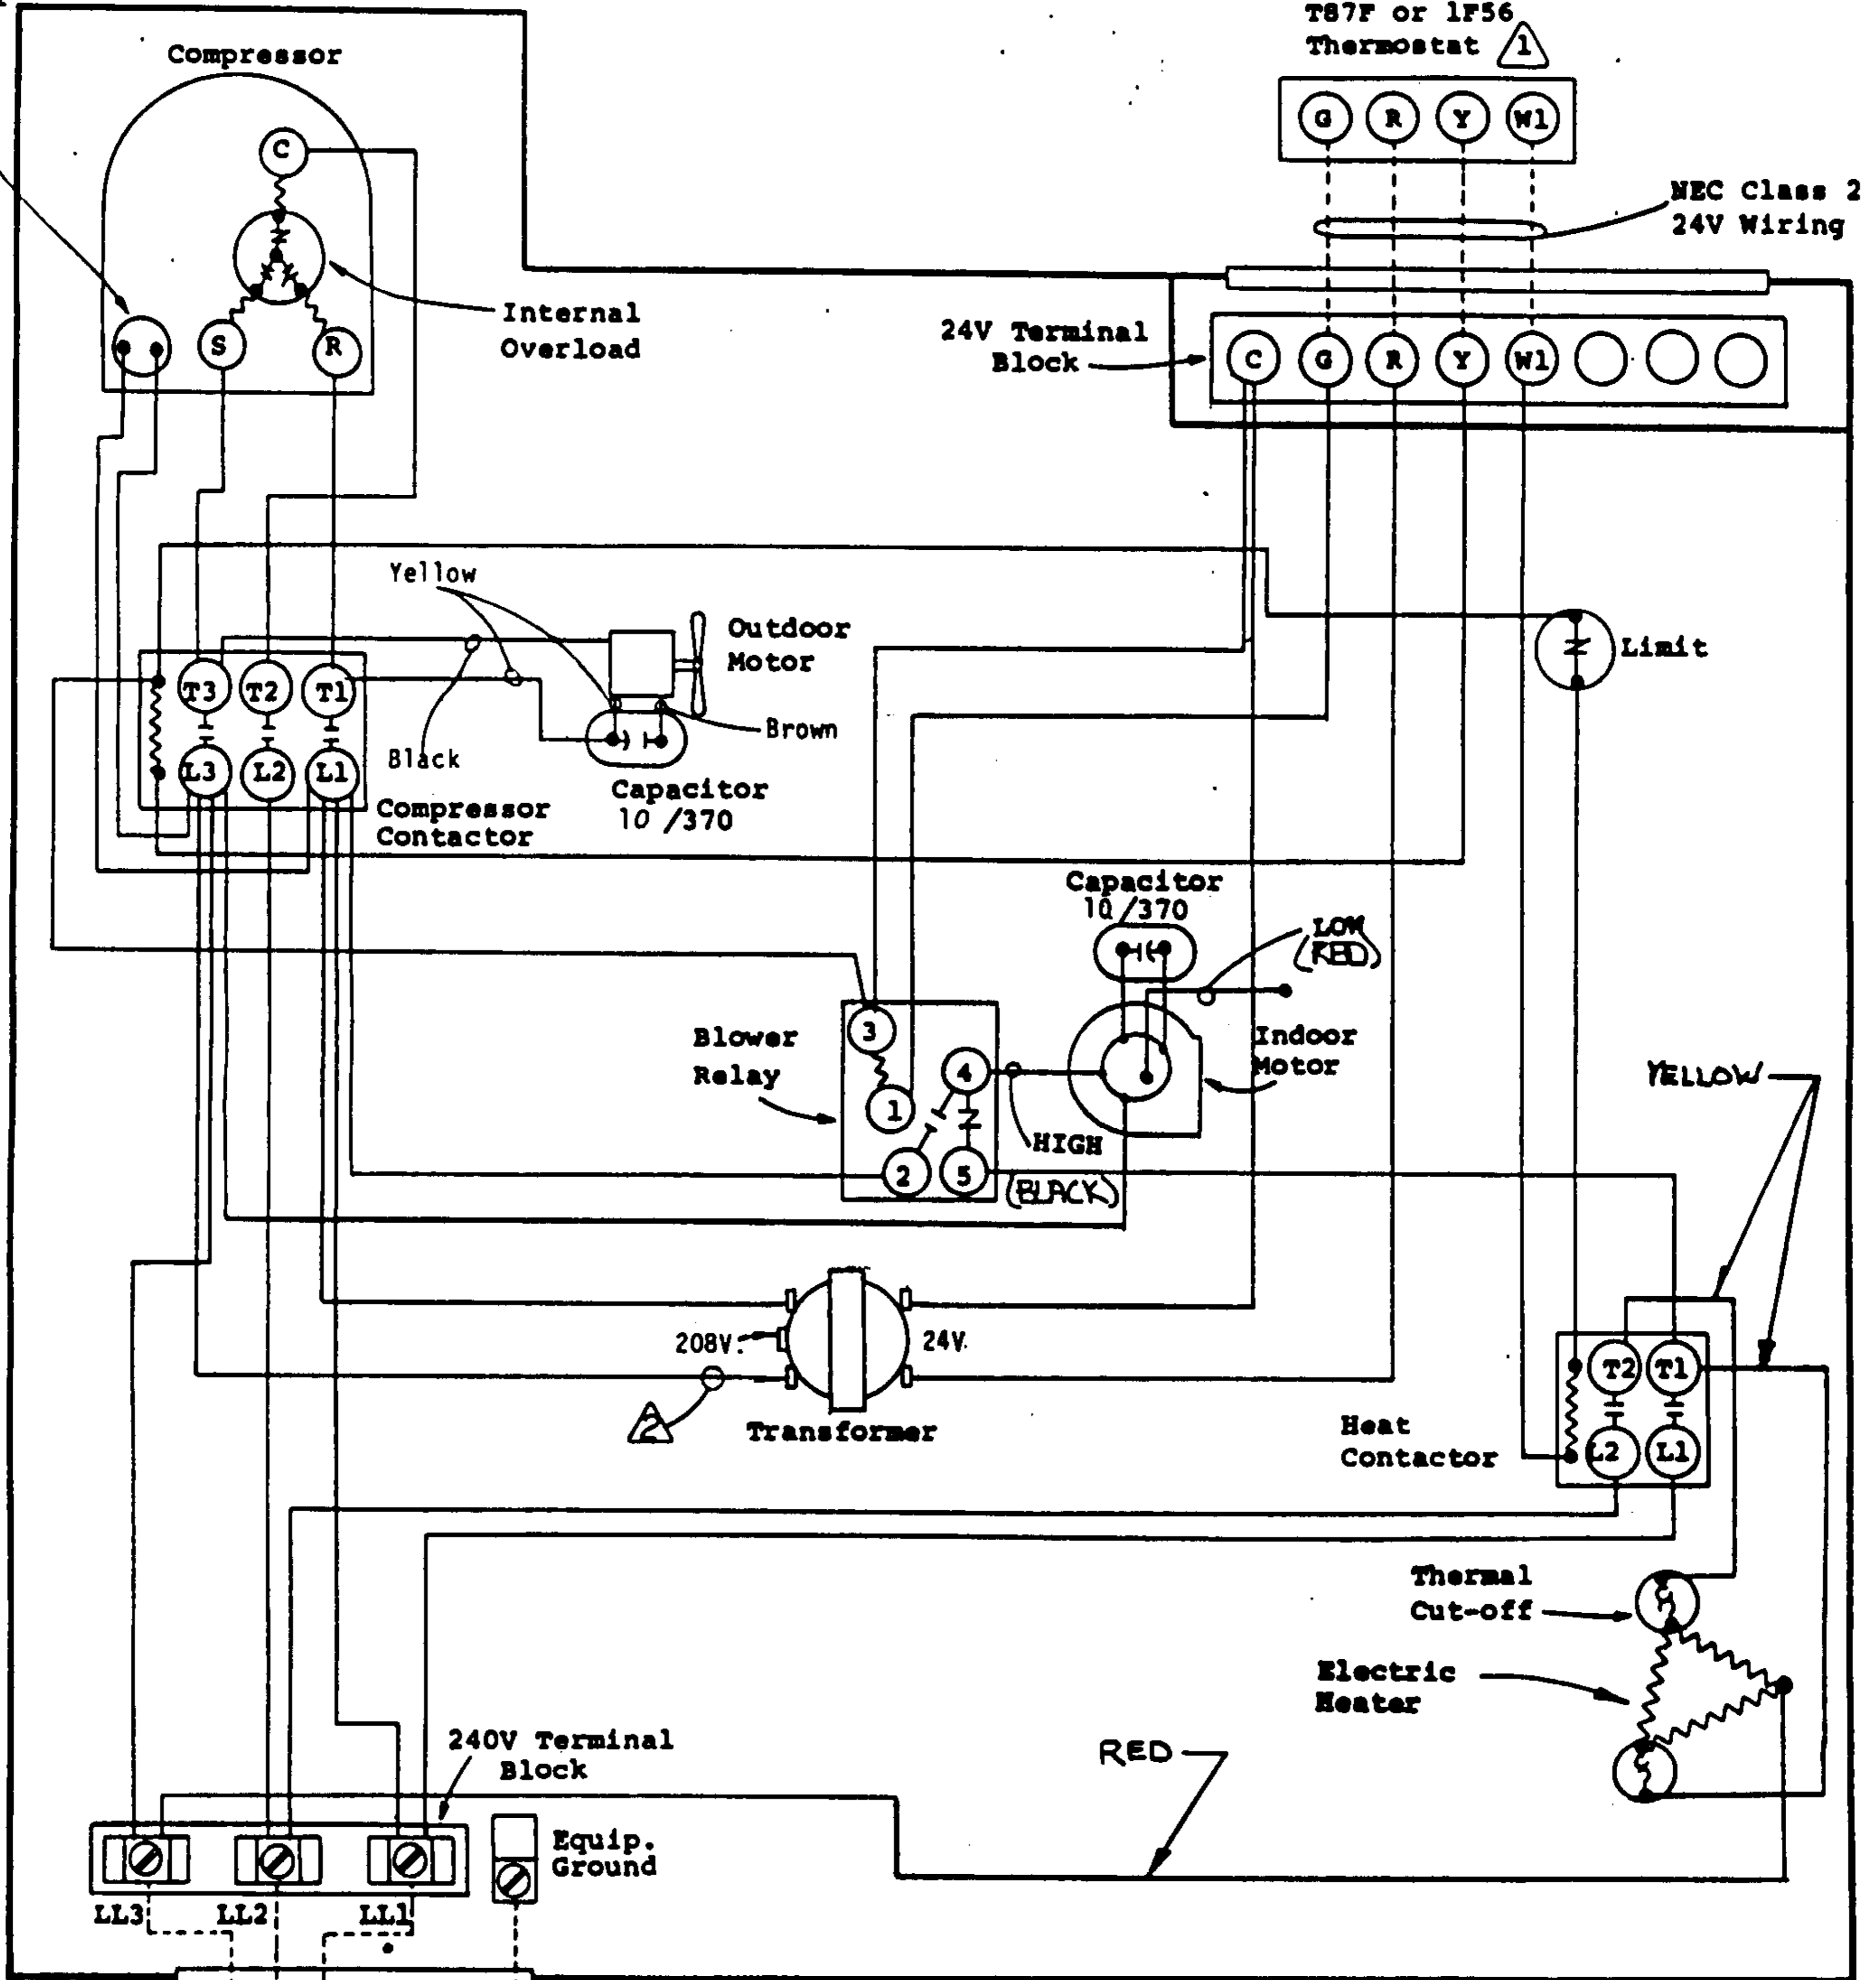 T87F or 1F56
Thermostat 1
Compressor
G R Y W1
NEC Class 2
24V Wiring
C
Internal
Overload
S R
24V Terminal
Block
C G R Y W1
Yellow
Outdoor
Motor
Limit
T3 T2 T1
Brown
Black
L3 L2 L1
Capacitor
10 /370
Compressor
Contactor
Capacitor
10 /370
LOW
(RED)
Blower
Relay
3
4
Indoor
Motor
YELLOW
1
HIGH
2 5
(BLACK)
208V.
24V.
2
Transformer
T2 T1
Heat
Contactor
L2 L1
Thermal
Cut-off
Electric
Heater
240V Terminal
Block
RED
Equip.
Ground
LL3 LL2 LL1